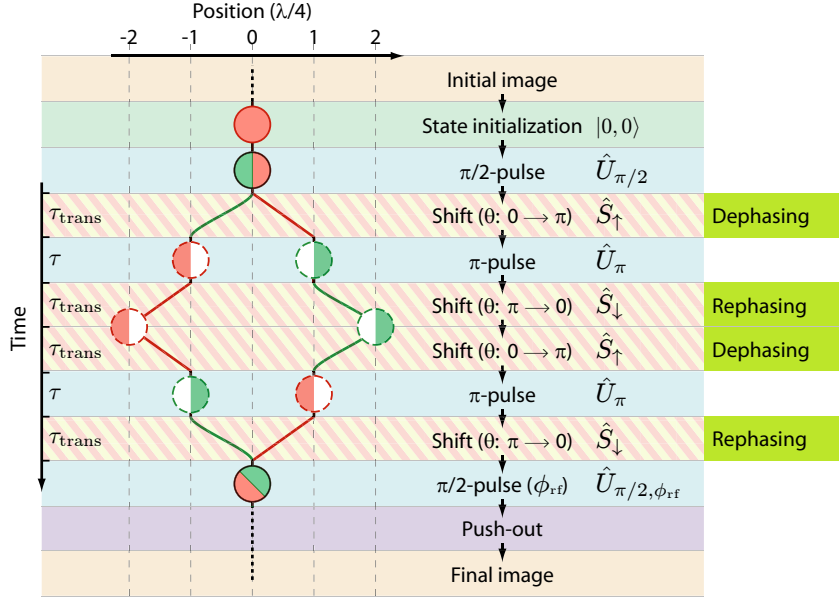 Position (λ/4)
-2 -1 0 1 2
Initial image
State initialization |0,0⟩
π/2-pulse Û_{π/2}
τ_trans Shift (θ: 0 → π) Ŝ_↑ Dephasing
τ π-pulse Û_π
τ_trans Shift (θ: π → 0) Ŝ_↓ Rephasing
τ_trans Shift (θ: 0 → π) Ŝ_↑ Dephasing
τ π-pulse Û_π
τ_trans Shift (θ: π → 0) Ŝ_↓ Rephasing
π/2-pulse (ϕ_rf) Û_{π/2,ϕ_rf}
Push-out
Final image
Time